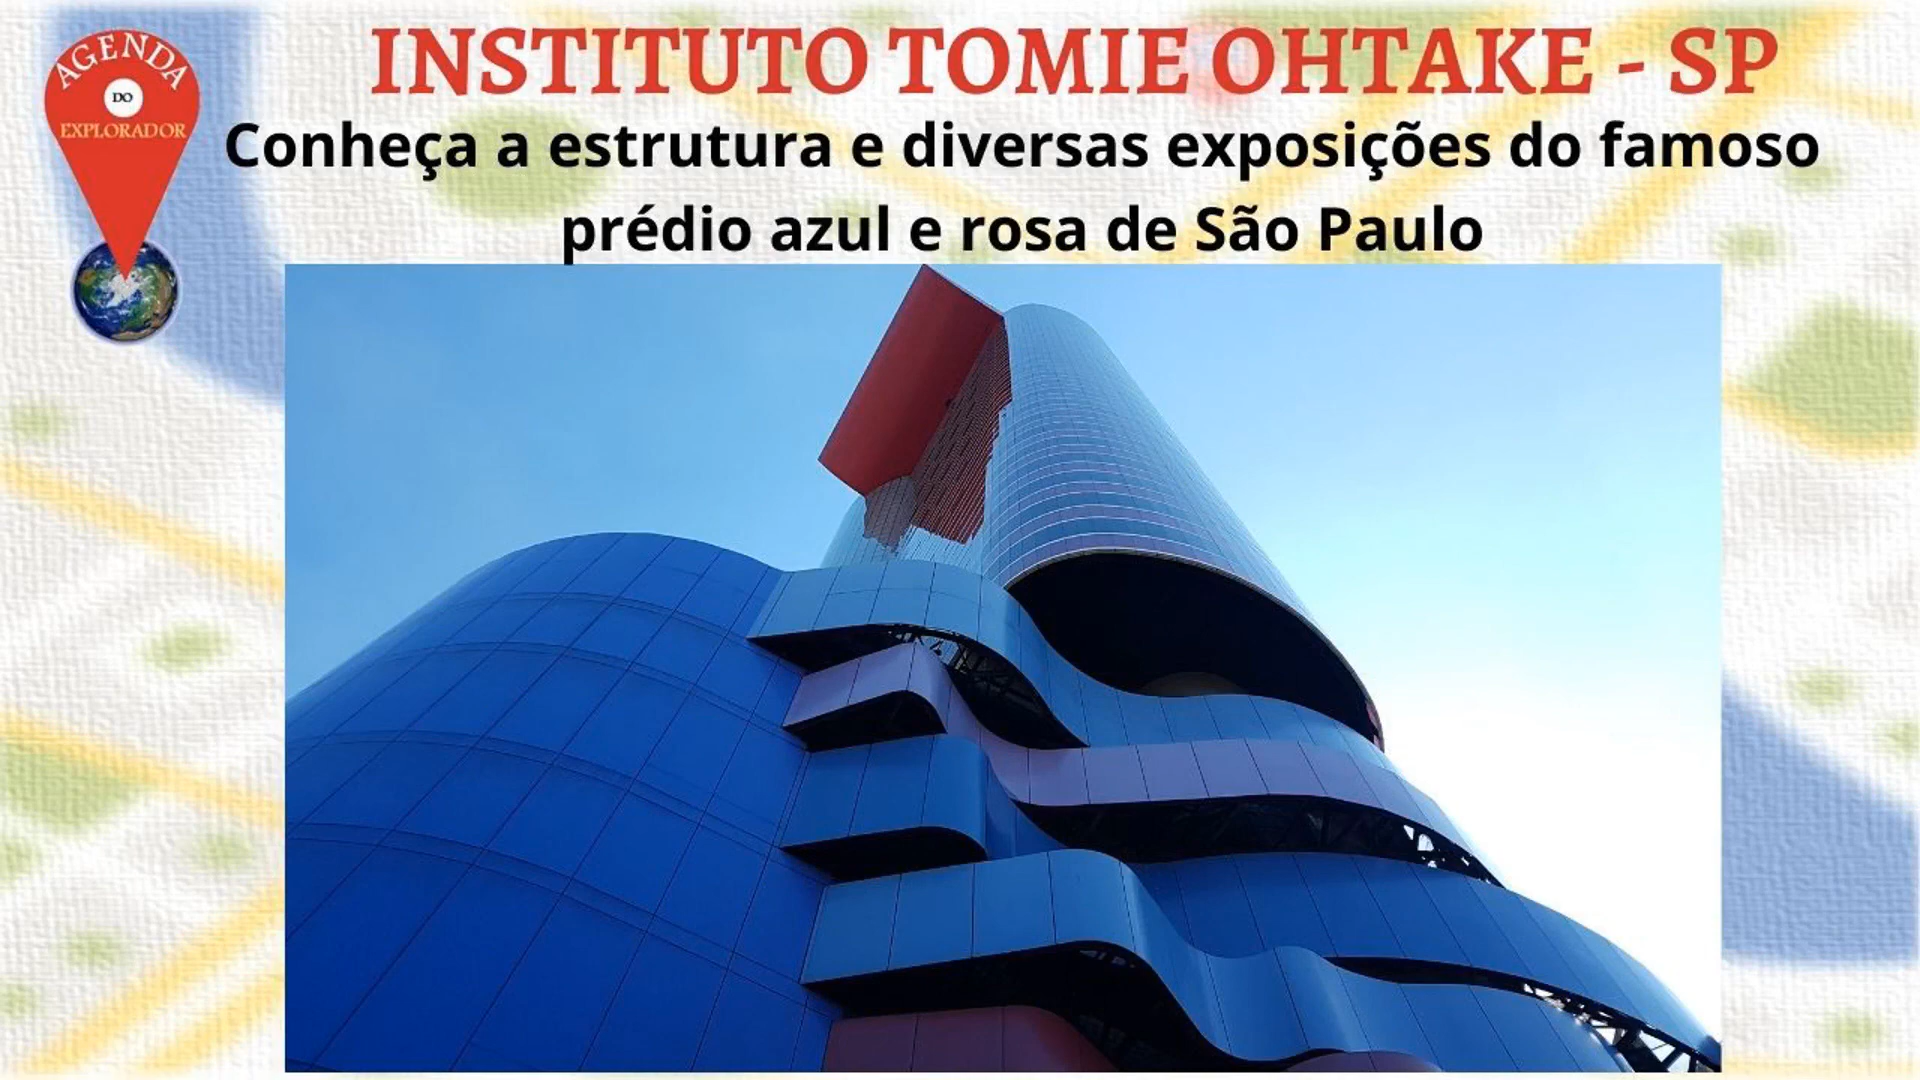 AGENDA
DO
EXPLORADOR
INSTITUTO TOMIE OHTAKE - SP
Conheça a estrutura e diversas exposições do famoso
prédio azul e rosa de São Paulo